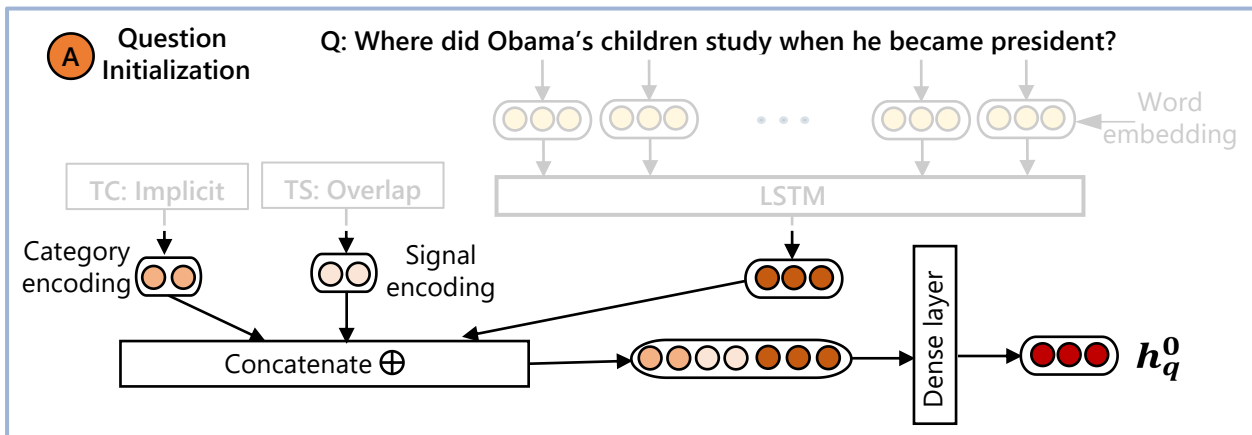 A
Question
Initialization
Q: Where did Obama's children study when he became president?
Word
embedding
TC: Implicit
TS: Overlap
LSTM
Category
encoding
Signal
encoding
Concatenate ⊕
Dense layer
h_q^0